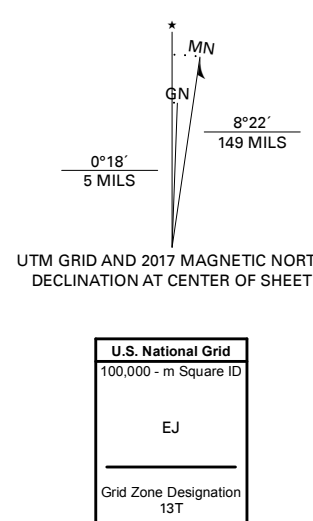 ★
MN
GN
8°22´
149 MILS
0°18´
5 MILS
UTM GRID AND 2017 MAGNETIC NORT
DECLINATION AT CENTER OF SHEET
U.S. National Grid
100,000 - m Square ID
EJ
Grid Zone Designation
13T